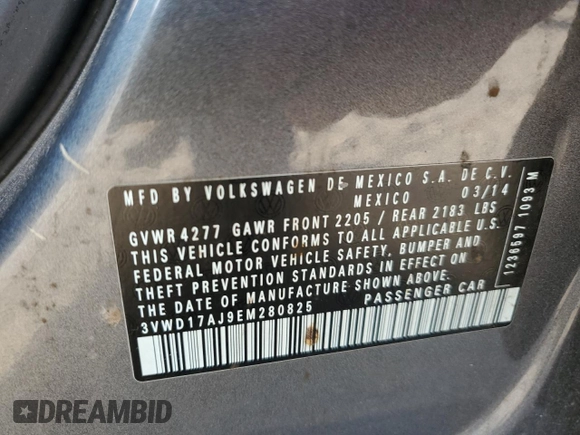 MFD BY VOLKSWAGEN DE MEXICO S.A. DE C.V.
MEXICO 03/14
GVWR 4277 GAWR FRONT 2205 / REAR 2183 LBS
THIS VEHICLE CONFORMS TO ALL APPLICABLE U.S.
FEDERAL MOTOR VEHICLE SAFETY, BUMPER AND
THEFT PREVENTION STANDARDS IN EFFECT ON
THE DATE OF MANUFACTURE SHOWN ABOVE.
3VWD17AJ9EM280825 PASSENGER CAR
1236697 1093 M
DREAMBID